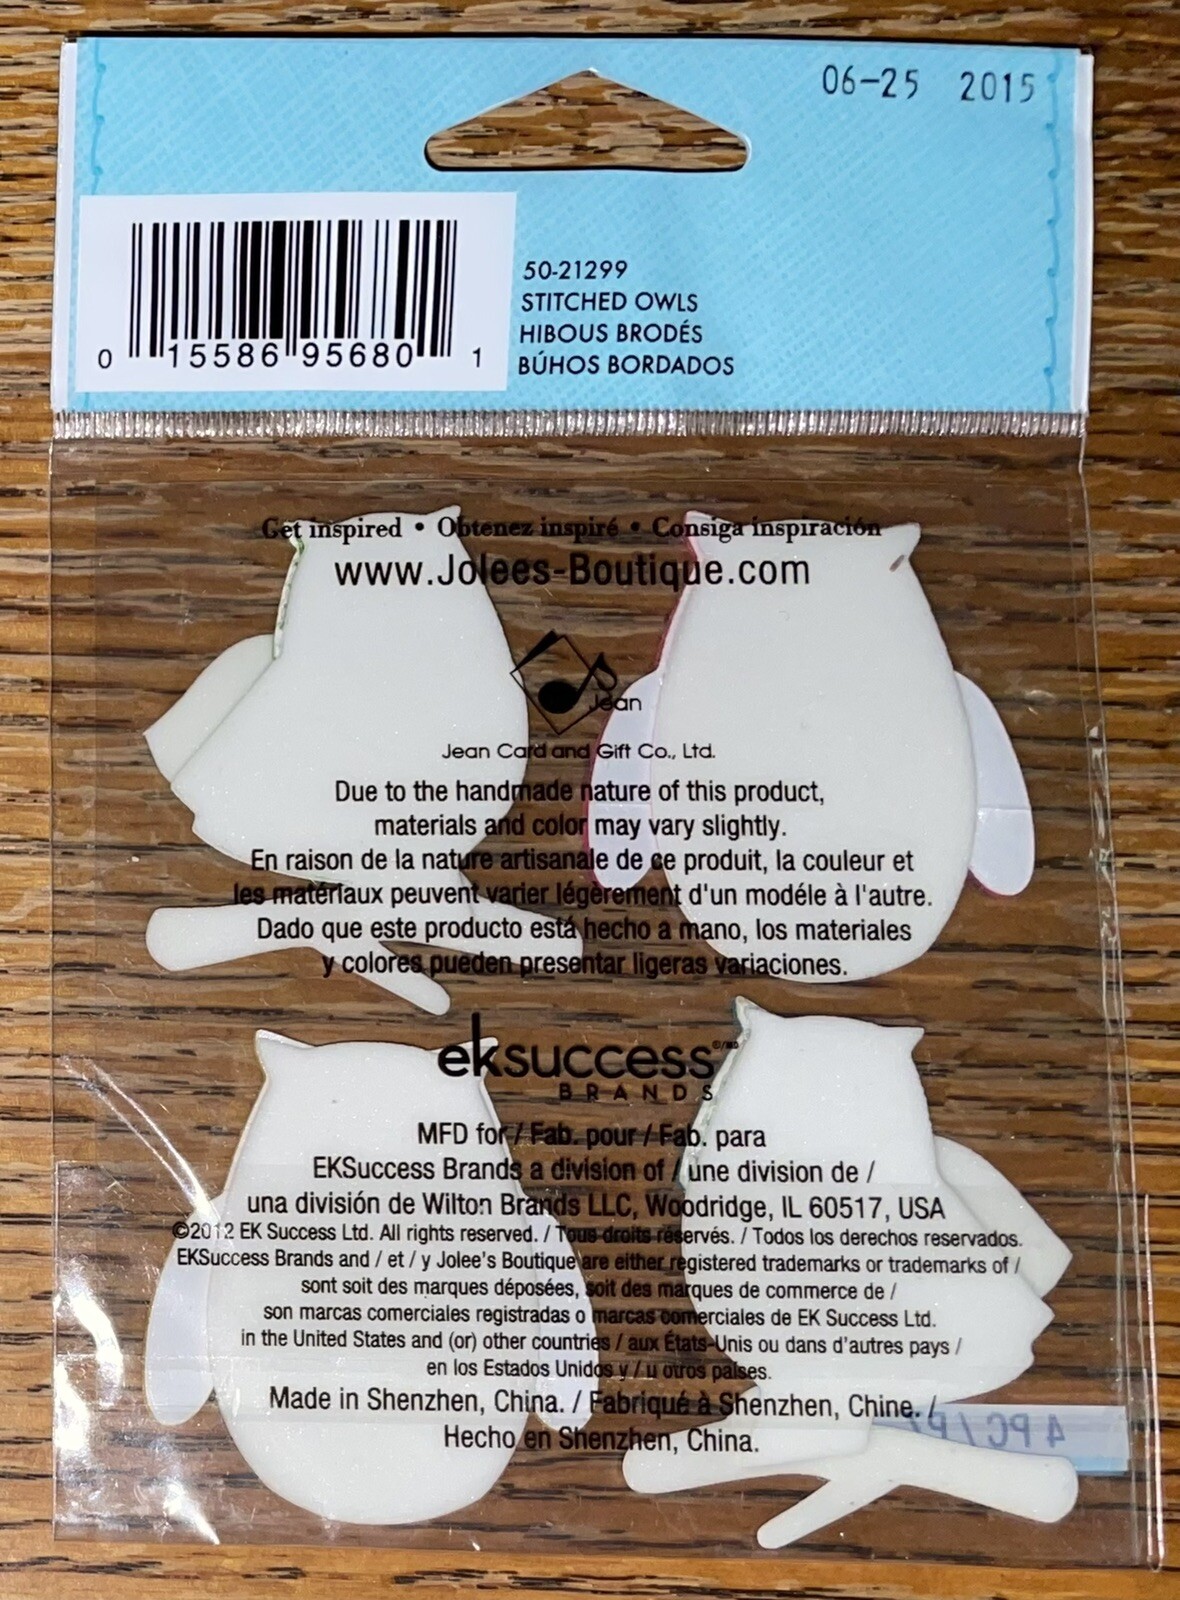 06-25 2015
0 15586 95680 1
50-21299
STITCHED OWLS
HIBOUS BRODÉS
BÚHOS BORDADOS
Get inspired • Obtenez inspiré • Consiga inspiración
www.Jolees-Boutique.com
Jean
Jean Card and Gift Co., Ltd.
Due to the handmade nature of this product,
materials and color may vary slightly.
En raison de la nature artisanale de ce produit, la couleur et
les matériaux peuvent varier légèrement d'un modéle à l'autre.
Dado que este producto está hecho a mano, los materiales
y colores pueden presentar ligeras variaciones.
eksuccess®/MD
BRANDS
MFD for / Fab. pour / Fab. para
EKSuccess Brands a division of / une division de /
una división de Wilton Brands LLC, Woodridge, IL 60517, USA
©2012 EK Success Ltd. All rights reserved. / Tous droits réservés. / Todos los derechos reservados.
EKSuccess Brands and / et / y Jolee's Boutique are either registered trademarks or trademarks of /
sont soit des marques déposées, soit des marques de commerce de /
son marcas comerciales registradas o marcas comerciales de EK Success Ltd.
in the United States and (or) other countries / aux États-Unis ou dans d'autres pays /
en los Estados Unidos y / u otros países.
Made in Shenzhen, China. / Fabriqué à Shenzhen, Chine. /
Hecho en Shenzhen, China.
4 PC / P